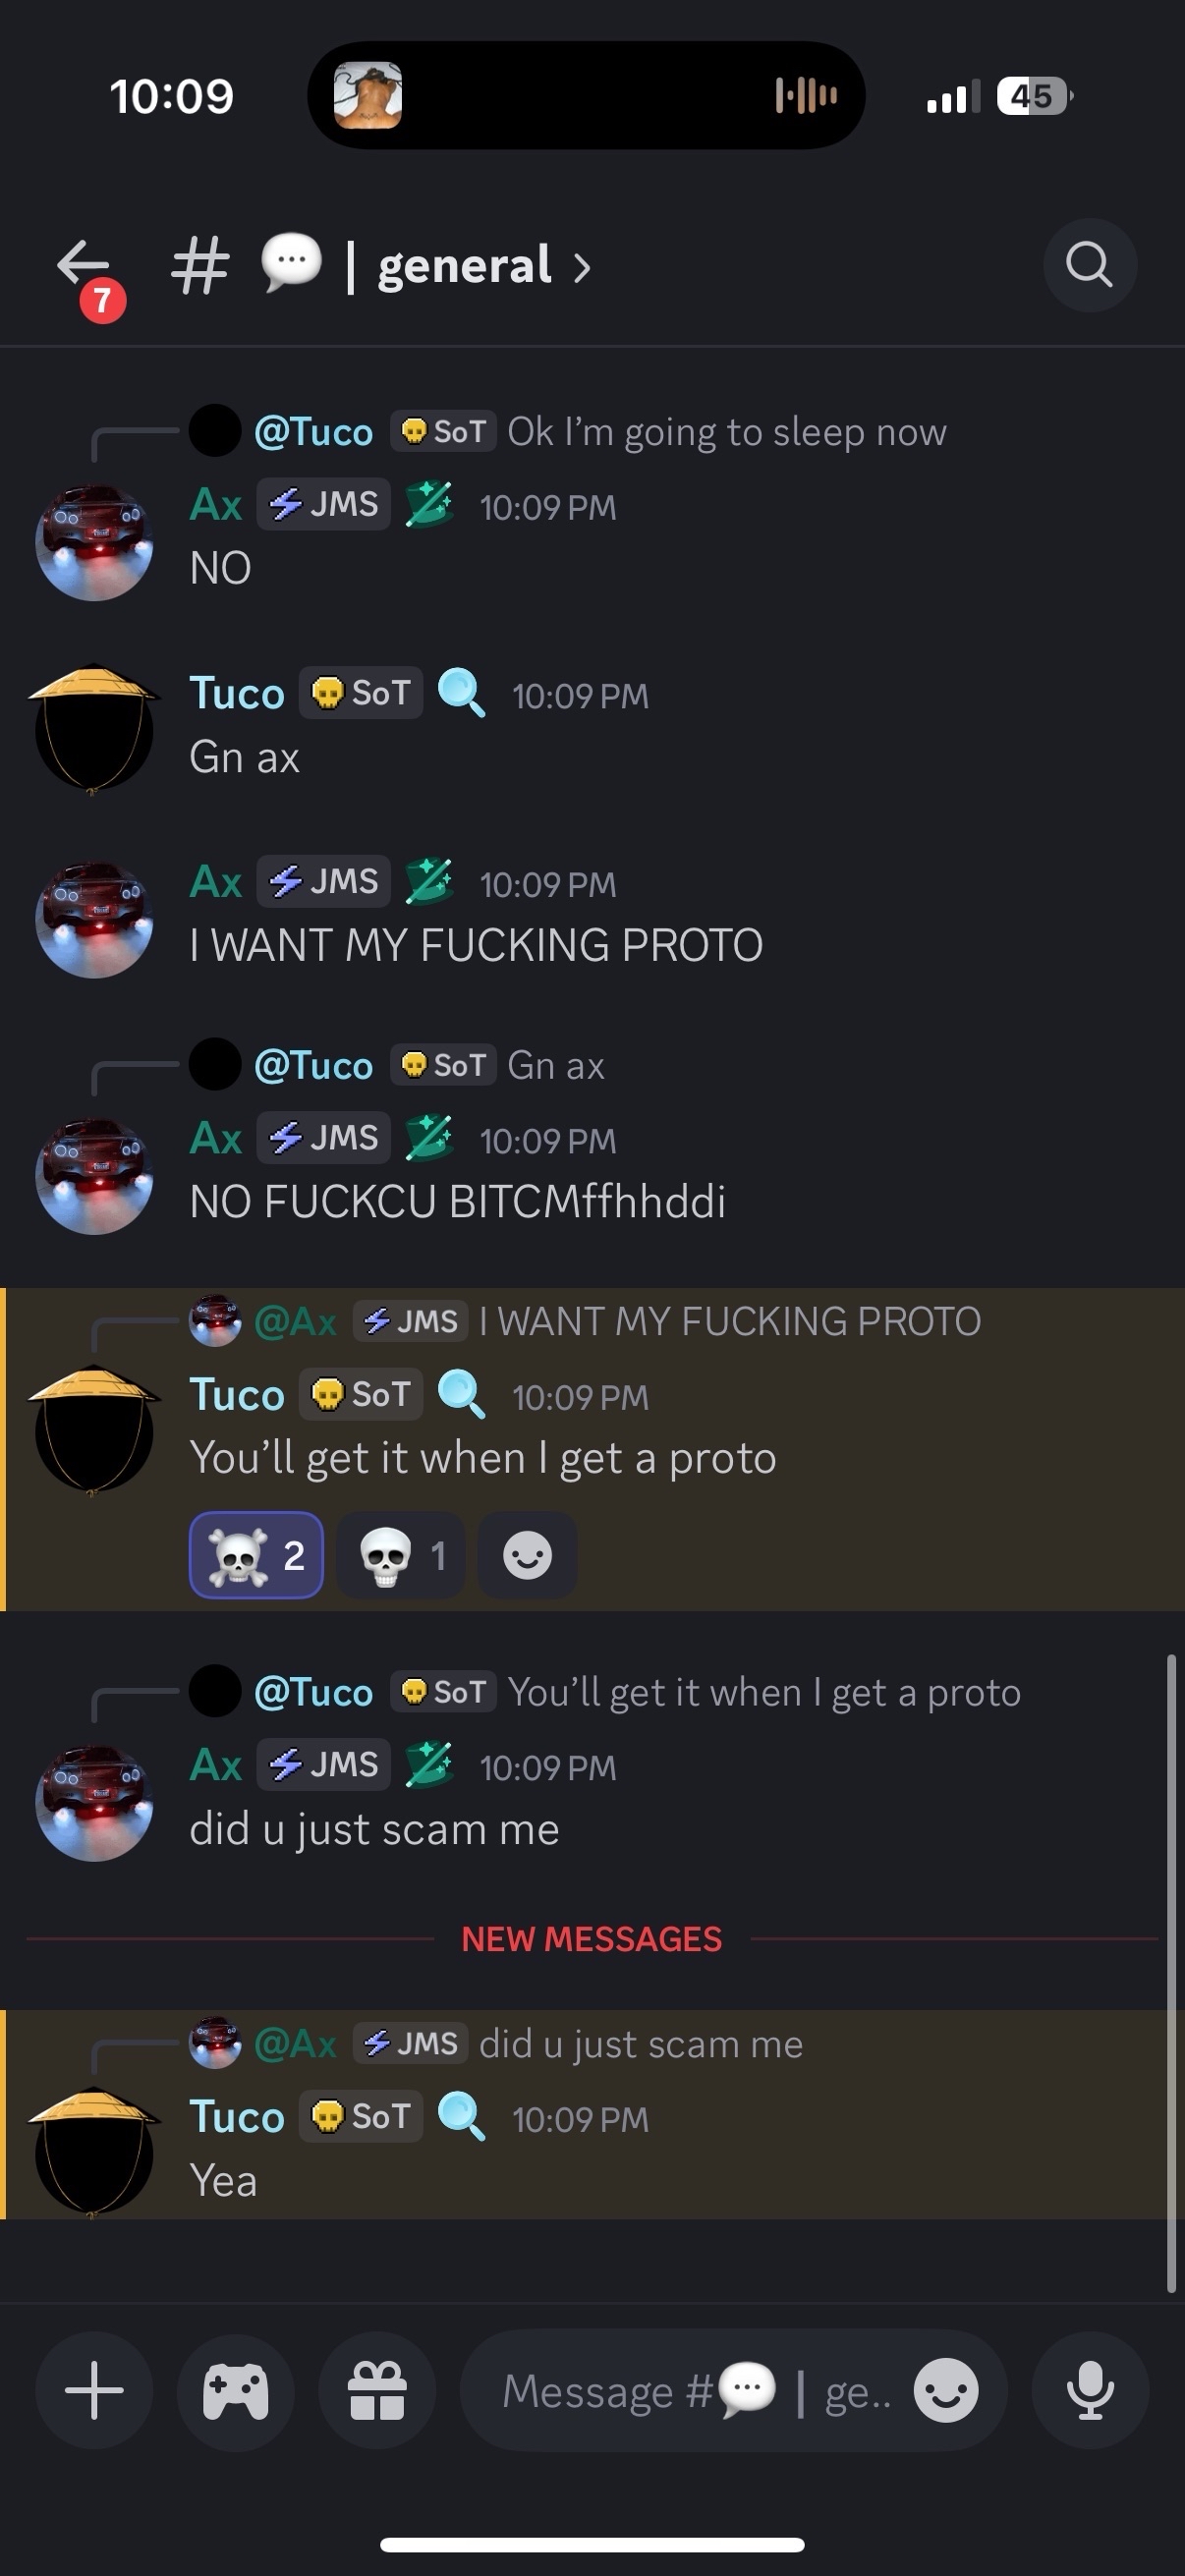 10:09
45
7
# | general
@Tuco SoT Ok I’m going to sleep now
Ax JMS 10:09 PM
NO
Tuco SoT 10:09 PM
Gn ax
Ax JMS 10:09 PM
I WANT MY FUCKING PROTO
@Tuco SoT Gn ax
Ax JMS 10:09 PM
NO FUCKCU BITCMffhhddi
@Ax JMS I WANT MY FUCKING PROTO
Tuco SoT 10:09 PM
You’ll get it when I get a proto
2 1
@Tuco SoT You’ll get it when I get a proto
Ax JMS 10:09 PM
did u just scam me
NEW MESSAGES
@Ax JMS did u just scam me
Tuco SoT 10:09 PM
Yea
Message # | ge..